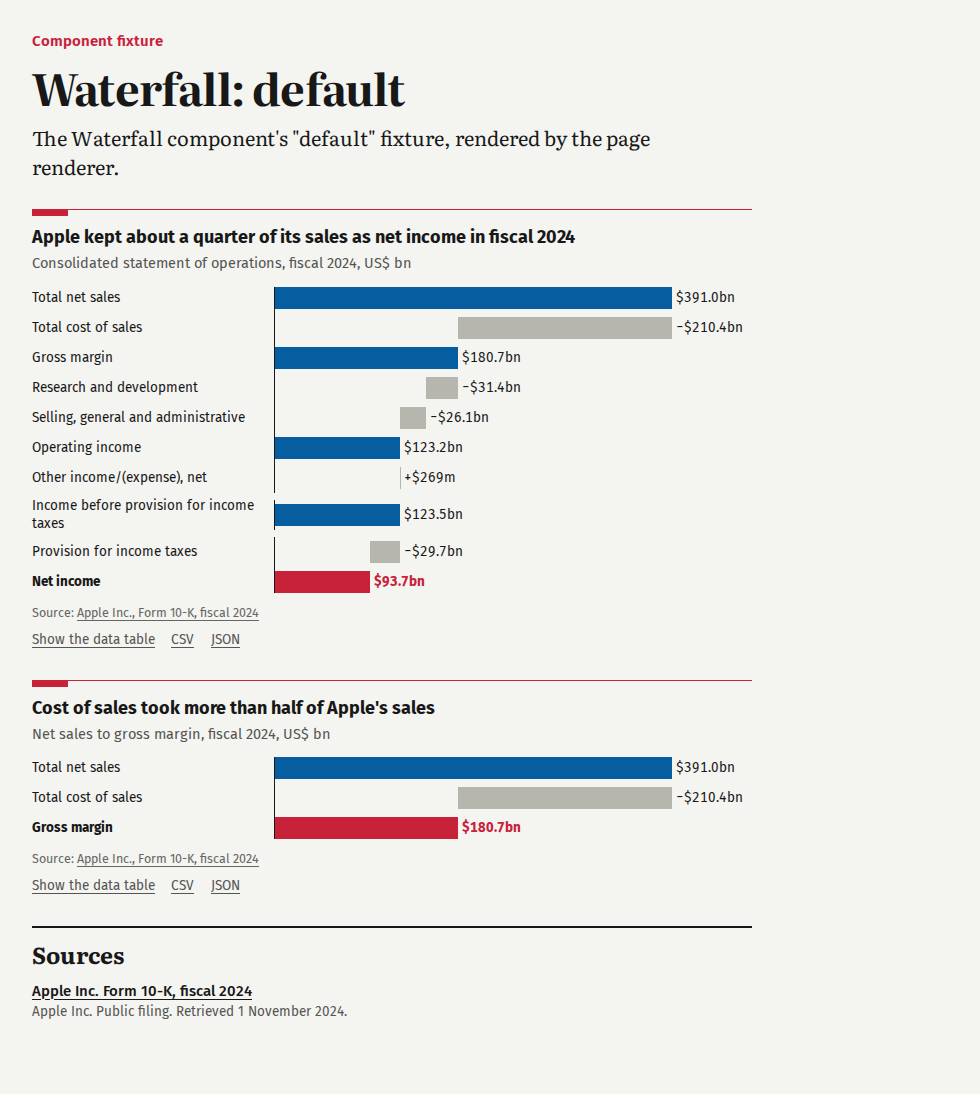 Component fixture
Waterfall: default
The Waterfall component's "default" fixture, rendered by the page
renderer.
Apple kept about a quarter of its sales as net income in fiscal 2024
Consolidated statement of operations, fiscal 2024, US$ bn
Total net sales $391.0bn
Total cost of sales −$210.4bn
Gross margin $180.7bn
Research and development −$31.4bn
Selling, general and administrative −$26.1bn
Operating income $123.2bn
Other income/(expense), net +$269m
Income before provision for income
taxes $123.5bn
Provision for income taxes −$29.7bn
Net income $93.7bn
Source: Apple Inc., Form 10-K, fiscal 2024
Show the data table CSV JSON
Cost of sales took more than half of Apple's sales
Net sales to gross margin, fiscal 2024, US$ bn
Total net sales $391.0bn
Total cost of sales −$210.4bn
Gross margin $180.7bn
Source: Apple Inc., Form 10-K, fiscal 2024
Show the data table CSV JSON
Sources
Apple Inc. Form 10-K, fiscal 2024
Apple Inc. Public filing. Retrieved 1 November 2024.